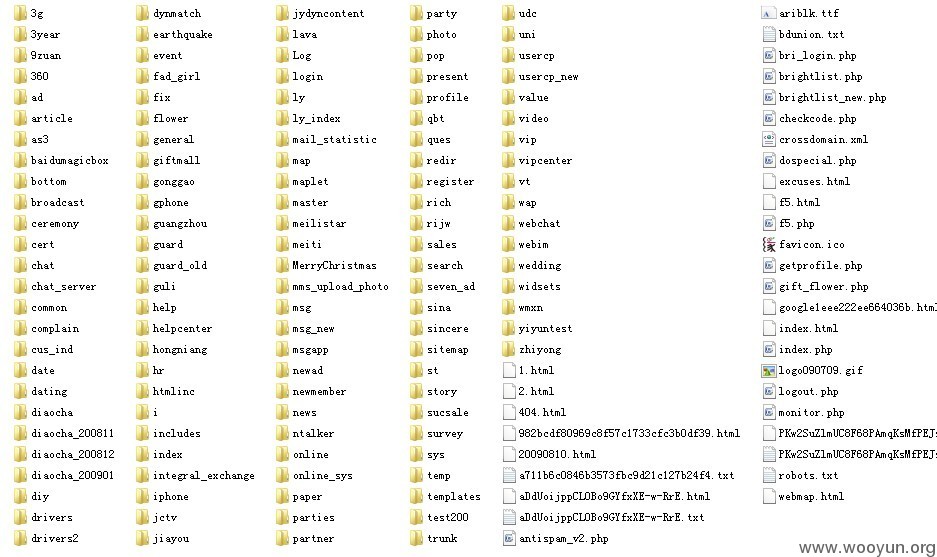 3g
3year
9zuan
360
ad
article
as3
baidumagicbox
bottom
broadcast
ceremony
cert
chat
chat_server
common
complain
cus_ind
date
dating
diaocha
diaocha_200811
diaocha_200812
diaocha_200901
diy
drivers
drivers2
dynmatch
earthquake
event
fad_girl
fix
flower
general
giftmall
gonggao
gphone
guangzhou
guard
guard_old
guli
help
helpcenter
hongniang
hr
htmlinc
i
includes
index
integral_exchange
iphone
jctv
jiayou
jydyncontent
lava
Log
login
ly
ly_index
mail_statistic
map
maplet
master
meilistar
meiti
MerryChristmas
mms_upload_photo
msg
msg_new
msgapp
newad
newmember
news
ntalker
online
online_sys
paper
parties
partner
party
photo
pop
present
profile
qbt
ques
redir
register
rich
rijw
sales
search
seven_ad
sina
sincere
sitemap
st
story
sucsale
survey
sys
temp
templates
test200
trunk
udc
uni
usercp
usercp_new
value
video
vip
vipcenter
vt
wap
webchat
webim
wedding
widsets
wmxn
yiyuntest
zhiyong
1.html
2.html
404.html
982bcdf80969c8f57c1733cfc3b0df39.html
20090810.html
a711b6c0846b3573fbc9d21c127b24f4.txt
aDdUoijppCLOBo9GYfxXE-w-RrE.html
aDdUoijppCLOBo9GYfxXE-w-RrE.txt
antispam_v2.php
ariblk.ttf
bdunion.txt
bri_login.php
brightlist.php
brightlist_new.php
checkcode.php
crossdomain.xml
dospecial.php
excuses.html
f5.html
f5.php
favicon.ico
getprofile.php
gift_flower.php
google1eee222ee664036b.html
index.html
index.php
logo090709.gif
logout.php
monitor.php
PKw2SuZlmUC8F68PAmqKsMfPEJs
PKw2SuZlmUC8F68PAmqKsMfPEJs
robots.txt
webmap.html
www.wooyun.org